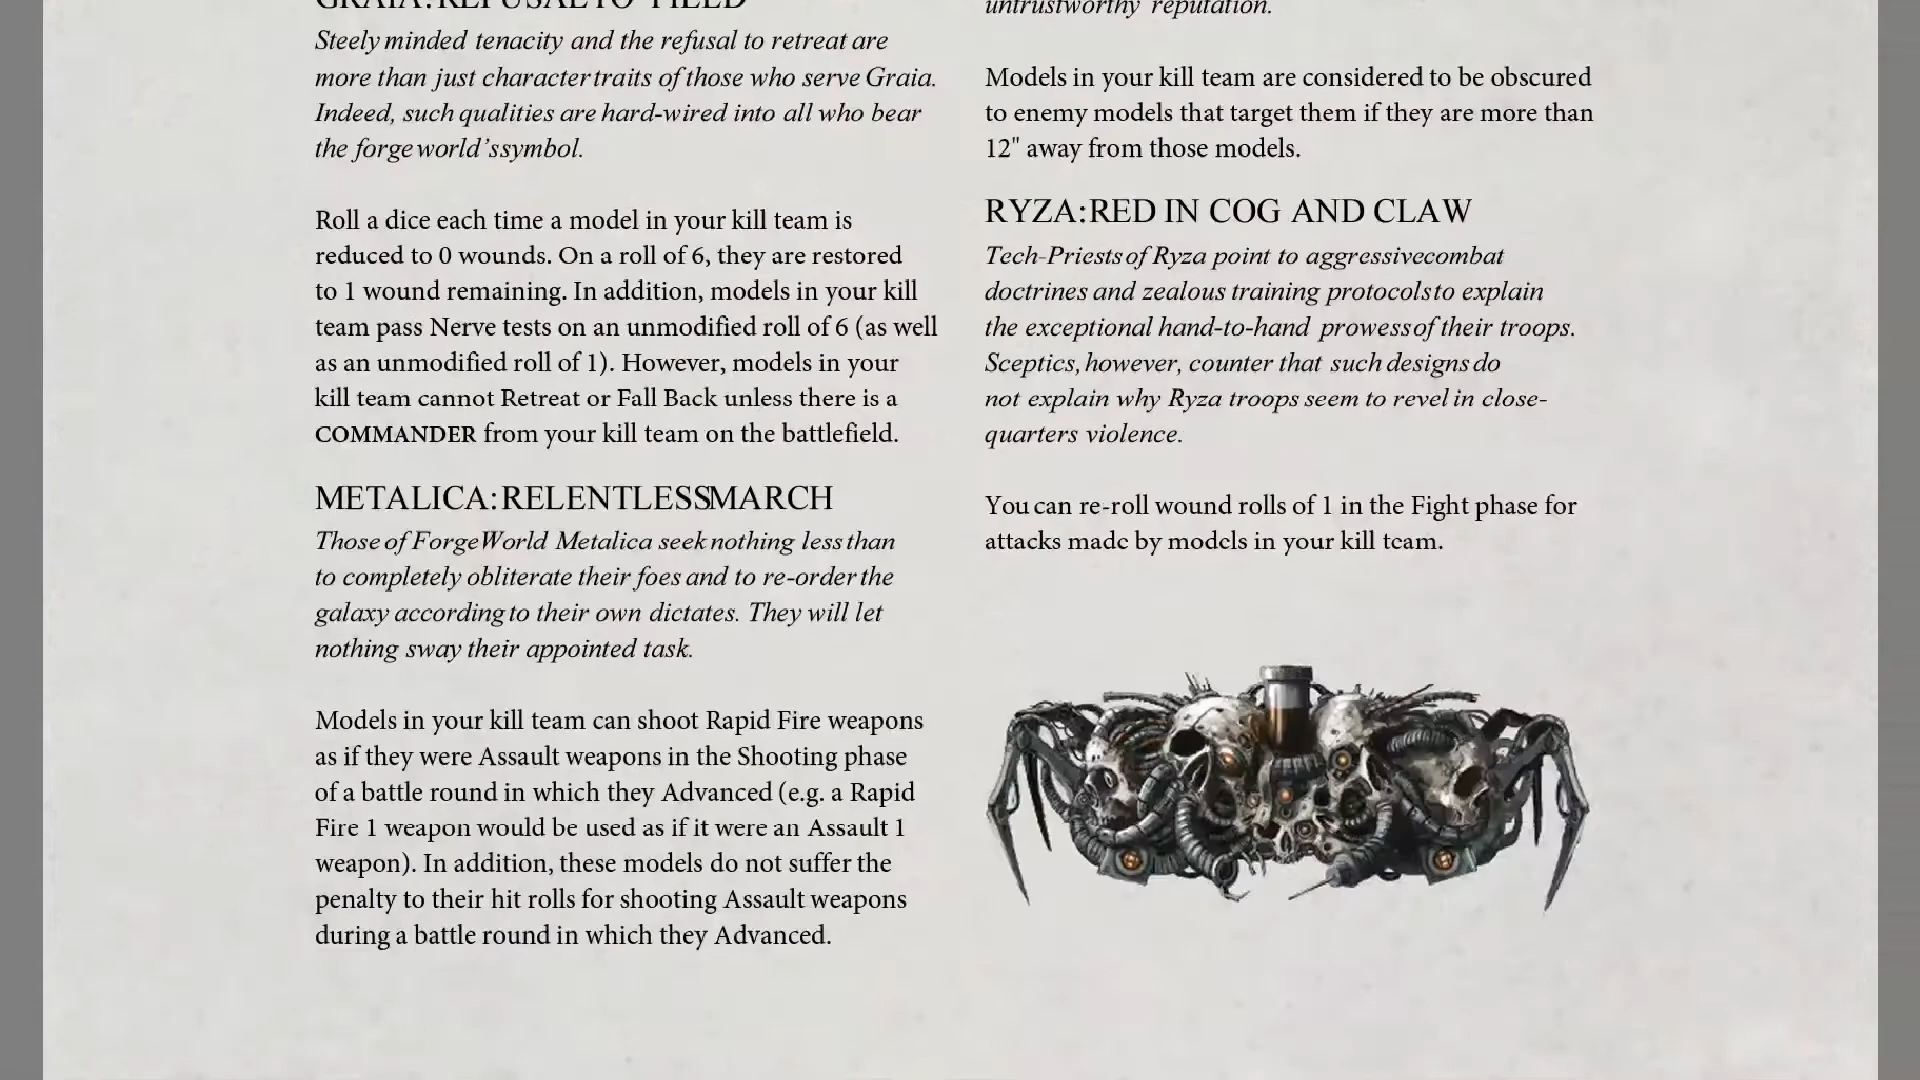 GRAIA: REFUSAL TO YIELD
Steely minded tenacity and the refusal to retreat are
more than just character traits of those who serve Graia.
Indeed, such qualities are hard-wired into all who bear
the forge world's symbol.
Roll a dice each time a model in your kill team is
reduced to 0 wounds. On a roll of 6, they are restored
to 1 wound remaining. In addition, models in your kill
team pass Nerve tests on an unmodified roll of 6 (as well
as an unmodified roll of 1). However, models in your
kill team cannot Retreat or Fall Back unless there is a
COMMANDER from your kill team on the battlefield.
METALICA: RELENTLESS MARCH
Those of Forge World Metalica seek nothing less than
to completely obliterate their foes and to re-order the
galaxy according to their own dictates. They will let
nothing sway their appointed task.
Models in your kill team can shoot Rapid Fire weapons
as if they were Assault weapons in the Shooting phase
of a battle round in which they Advanced (e.g. a Rapid
Fire 1 weapon would be used as if it were an Assault 1
weapon). In addition, these models do not suffer the
penalty to their hit rolls for shooting Assault weapons
during a battle round in which they Advanced.
untrustworthy reputation.
Models in your kill team are considered to be obscured
to enemy models that target them if they are more than
12" away from those models.
RYZA: RED IN COG AND CLAW
Tech-Priests of Ryza point to aggressive combat
doctrines and zealous training protocols to explain
the exceptional hand-to-hand prowess of their troops.
Sceptics, however, counter that such designs do
not explain why Ryza troops seem to revel in close-
quarters violence.
You can re-roll wound rolls of 1 in the Fight phase for
attacks made by models in your kill team.